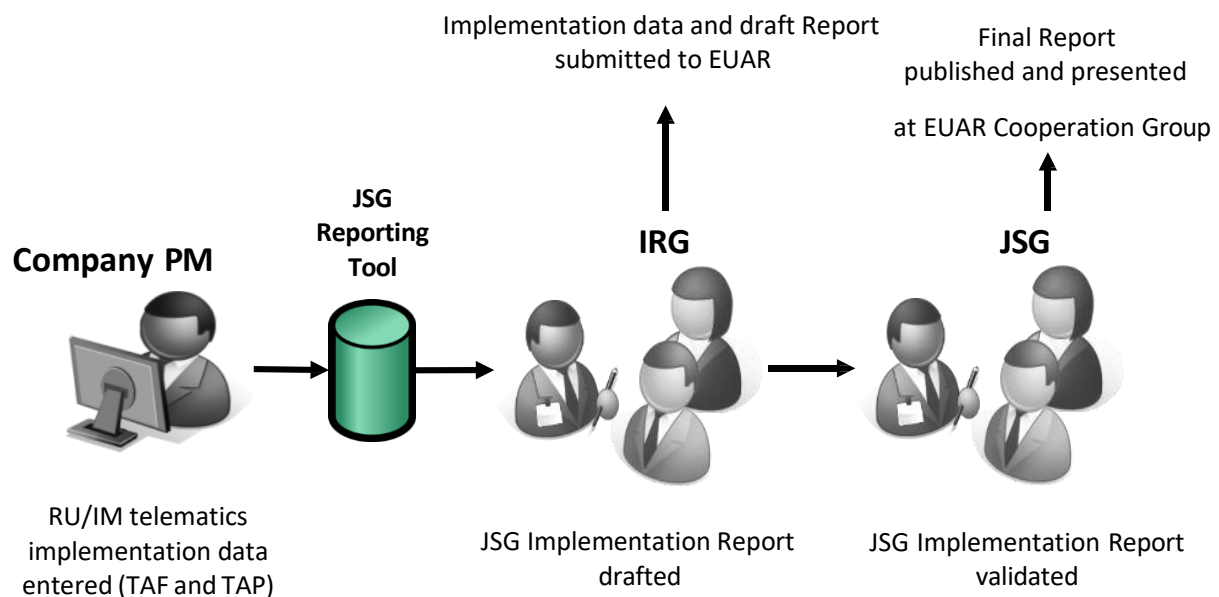 Implementation data and draft Report
submitted to EUAR
Final Report
published and presented
at EUAR Cooperation Group
JSG
Reporting
Tool
Company PM
IRG
JSG
RU/IM telematics
implementation data
entered (TAF and TAP)
JSG Implementation Report
drafted
JSG Implementation Report
validated